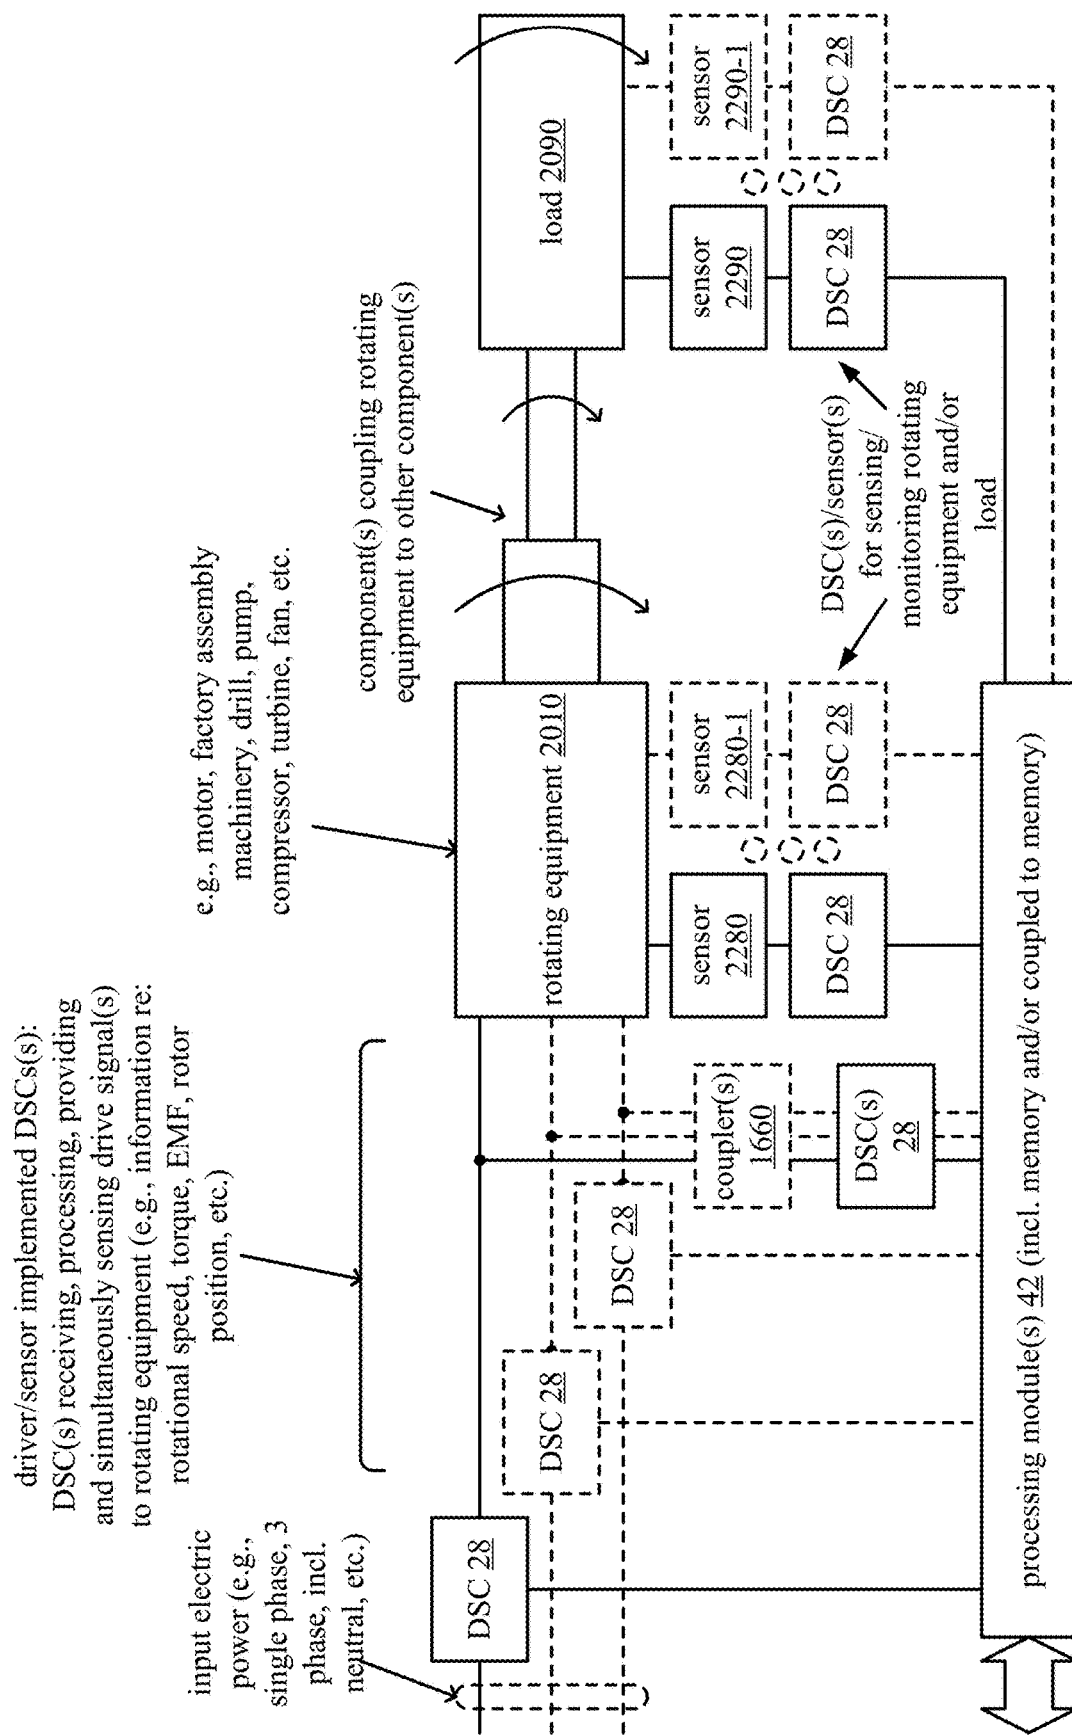 driver/sensor implemented DSCs(s):
DSC(s) receiving, processing, providing
and simultaneously sensing drive signal(s)
to rotating equipment (e.g., information re:
rotational speed, torque, EMF, rotor
position, etc.)
input electric
power (e.g.,
single phase, 3
phase, incl.
neutral, etc.)
e.g., motor, factory assembly
machinery, drill, pump,
compressor, turbine, fan, etc.
component(s) coupling rotating
equipment to other component(s)
DSC 28
DSC 28
DSC 28
rotating equipment 2010
load 2090
coupler(s)
1660
DSC(s)
28
sensor
2280
DSC 28
sensor
2280-1
DSC 28
sensor
2290
DSC 28
sensor
2290-1
DSC 28
DSC(s)/sensor(s)
for sensing/
monitoring rotating
equipment and/or
load
processing module(s) 42 (incl. memory and/or coupled to memory)